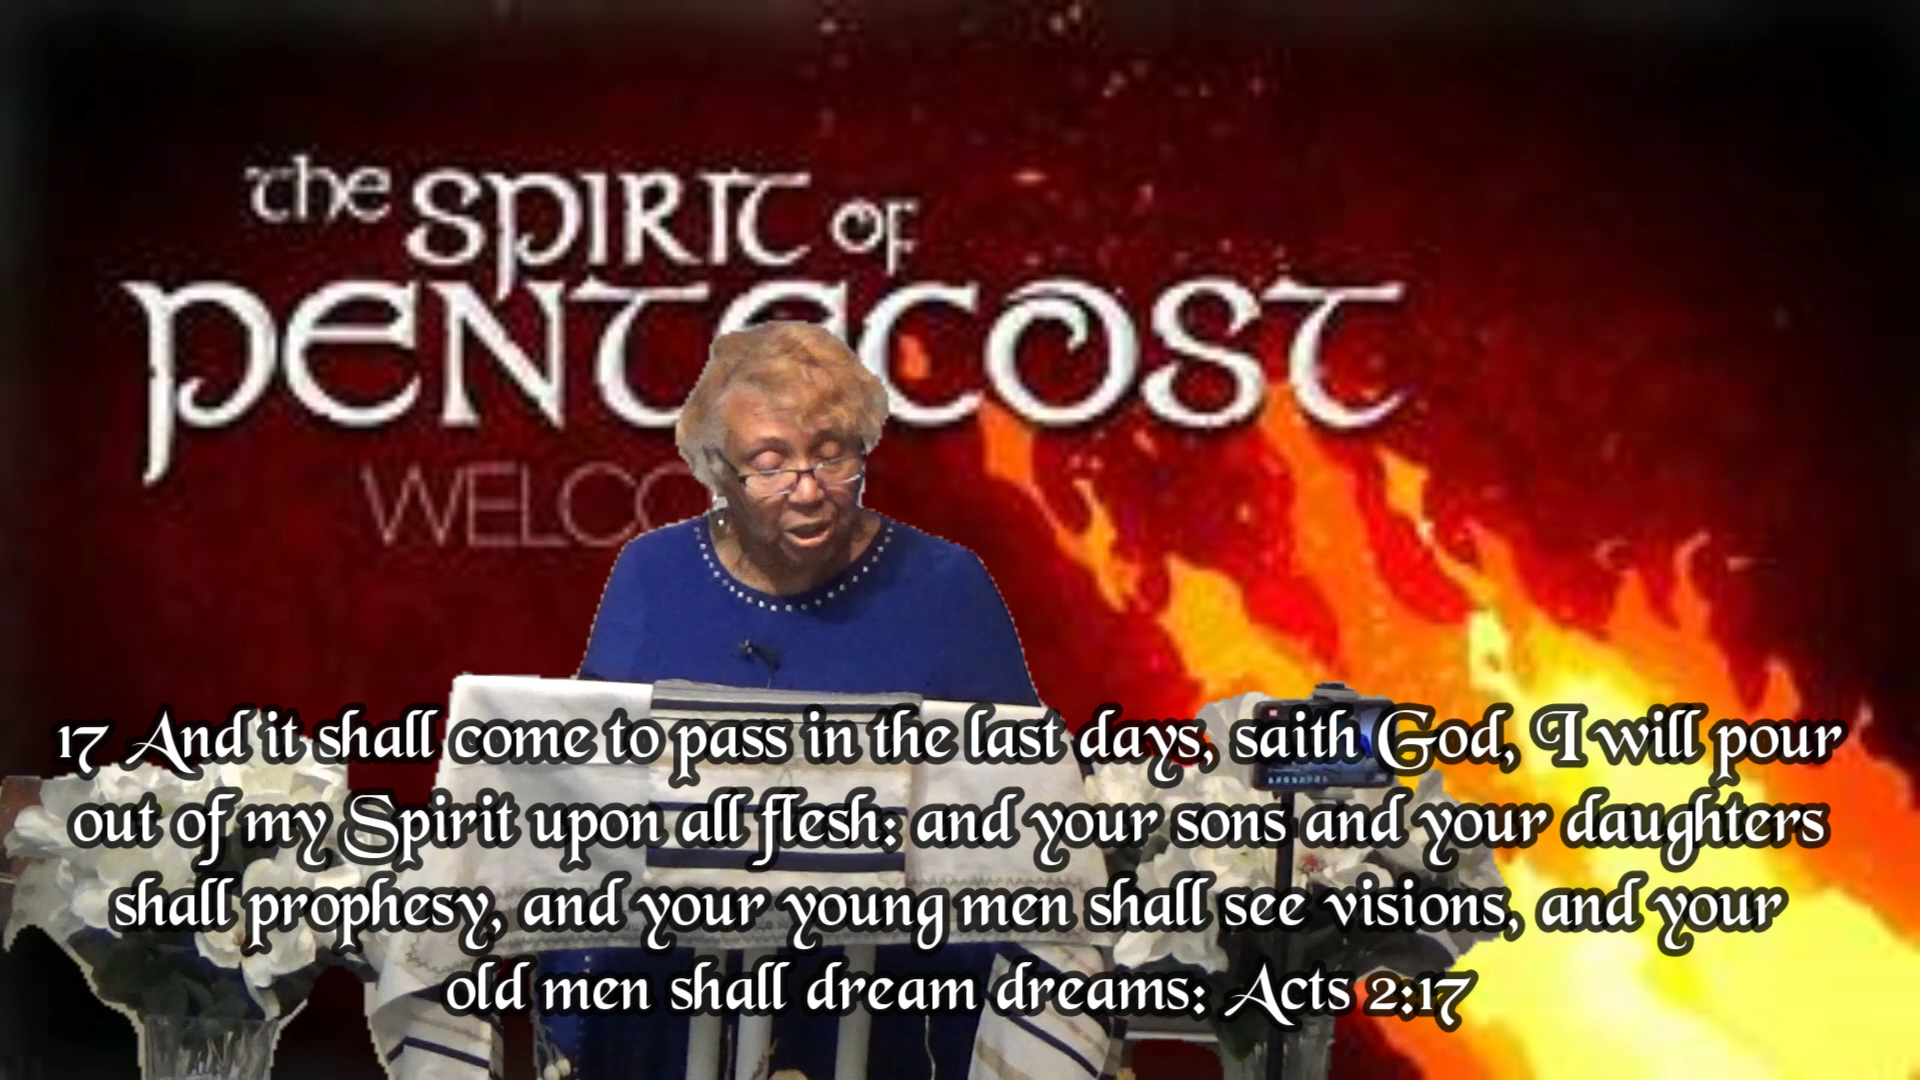 the SPIRIT OF
PENTECOST
WELCO
17 And it shall come to pass in the last days, saith God, I will pour
out of my Spirit upon all flesh: and your sons and your daughters
shall prophesy, and your young men shall see visions, and your
old men shall dream dreams: Acts 2:17